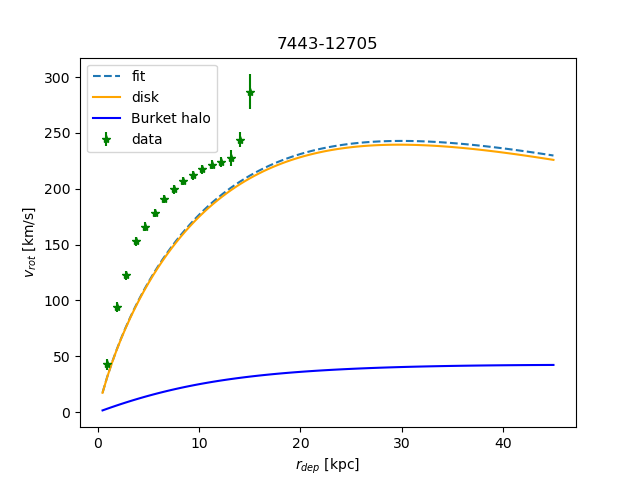 7443-12705
fit
disk
Burket halo
data
300
250
200
150
100
50
0
v_rot [km/s]
0 10 20 30 40
r_dep [kpc]